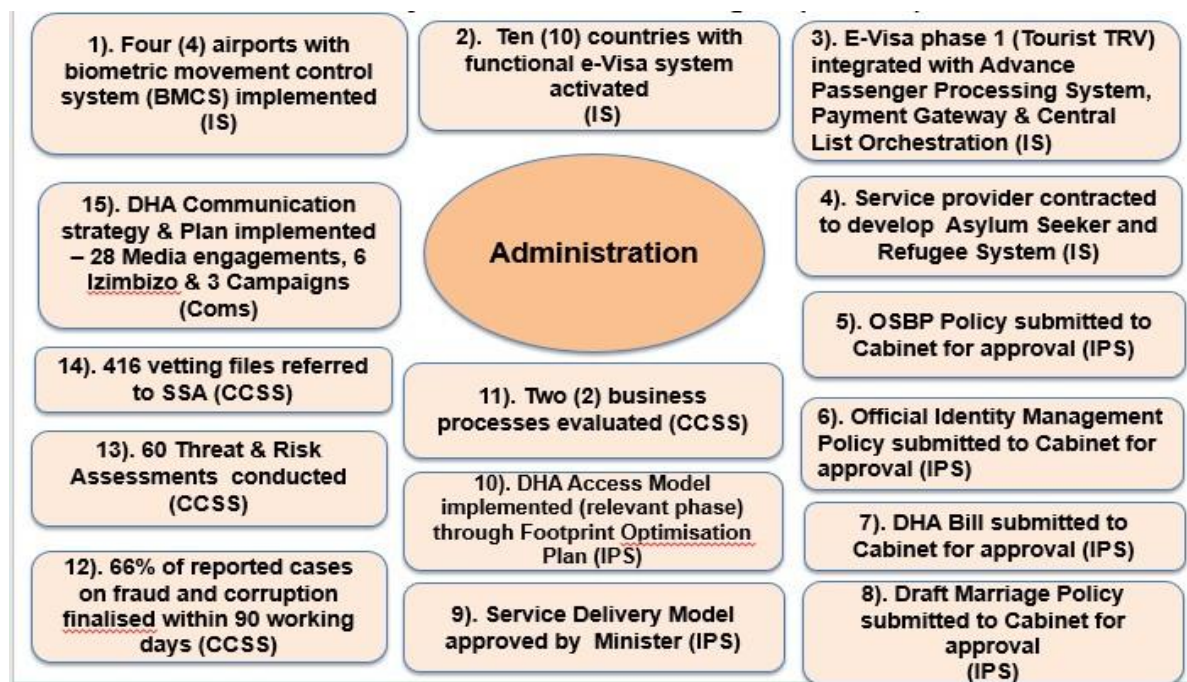 1). Four (4) airports with
biometric movement control
system (BMCS) implemented
(IS)
2). Ten (10) countries with
functional e-Visa system
activated
(IS)
3). E-Visa phase 1 (Tourist TRV)
integrated with Advance
Passenger Processing System,
Payment Gateway & Central
List Orchestration (IS)
15). DHA Communication
strategy & Plan implemented
– 28 Media engagements, 6
Izimbizo & 3 Campaigns
(Coms)
Administration
4). Service provider contracted
to develop Asylum Seeker and
Refugee System (IS)
5). OSBP Policy submitted to
Cabinet for approval (IPS)
14). 416 vetting files referred
to SSA (CCSS)
11). Two (2) business
processes evaluated (CCSS)
6). Official Identity Management
Policy submitted to Cabinet for
approval (IPS)
13). 60 Threat & Risk
Assessments conducted
(CCSS)
10). DHA Access Model
implemented (relevant phase)
through Footprint Optimisation
Plan (IPS)
7). DHA Bill submitted to
Cabinet for approval (IPS)
12). 66% of reported cases
on fraud and corruption
finalised within 90 working
days (CCSS)
9). Service Delivery Model
approved by Minister (IPS)
8). Draft Marriage Policy
submitted to Cabinet for
approval
(IPS)